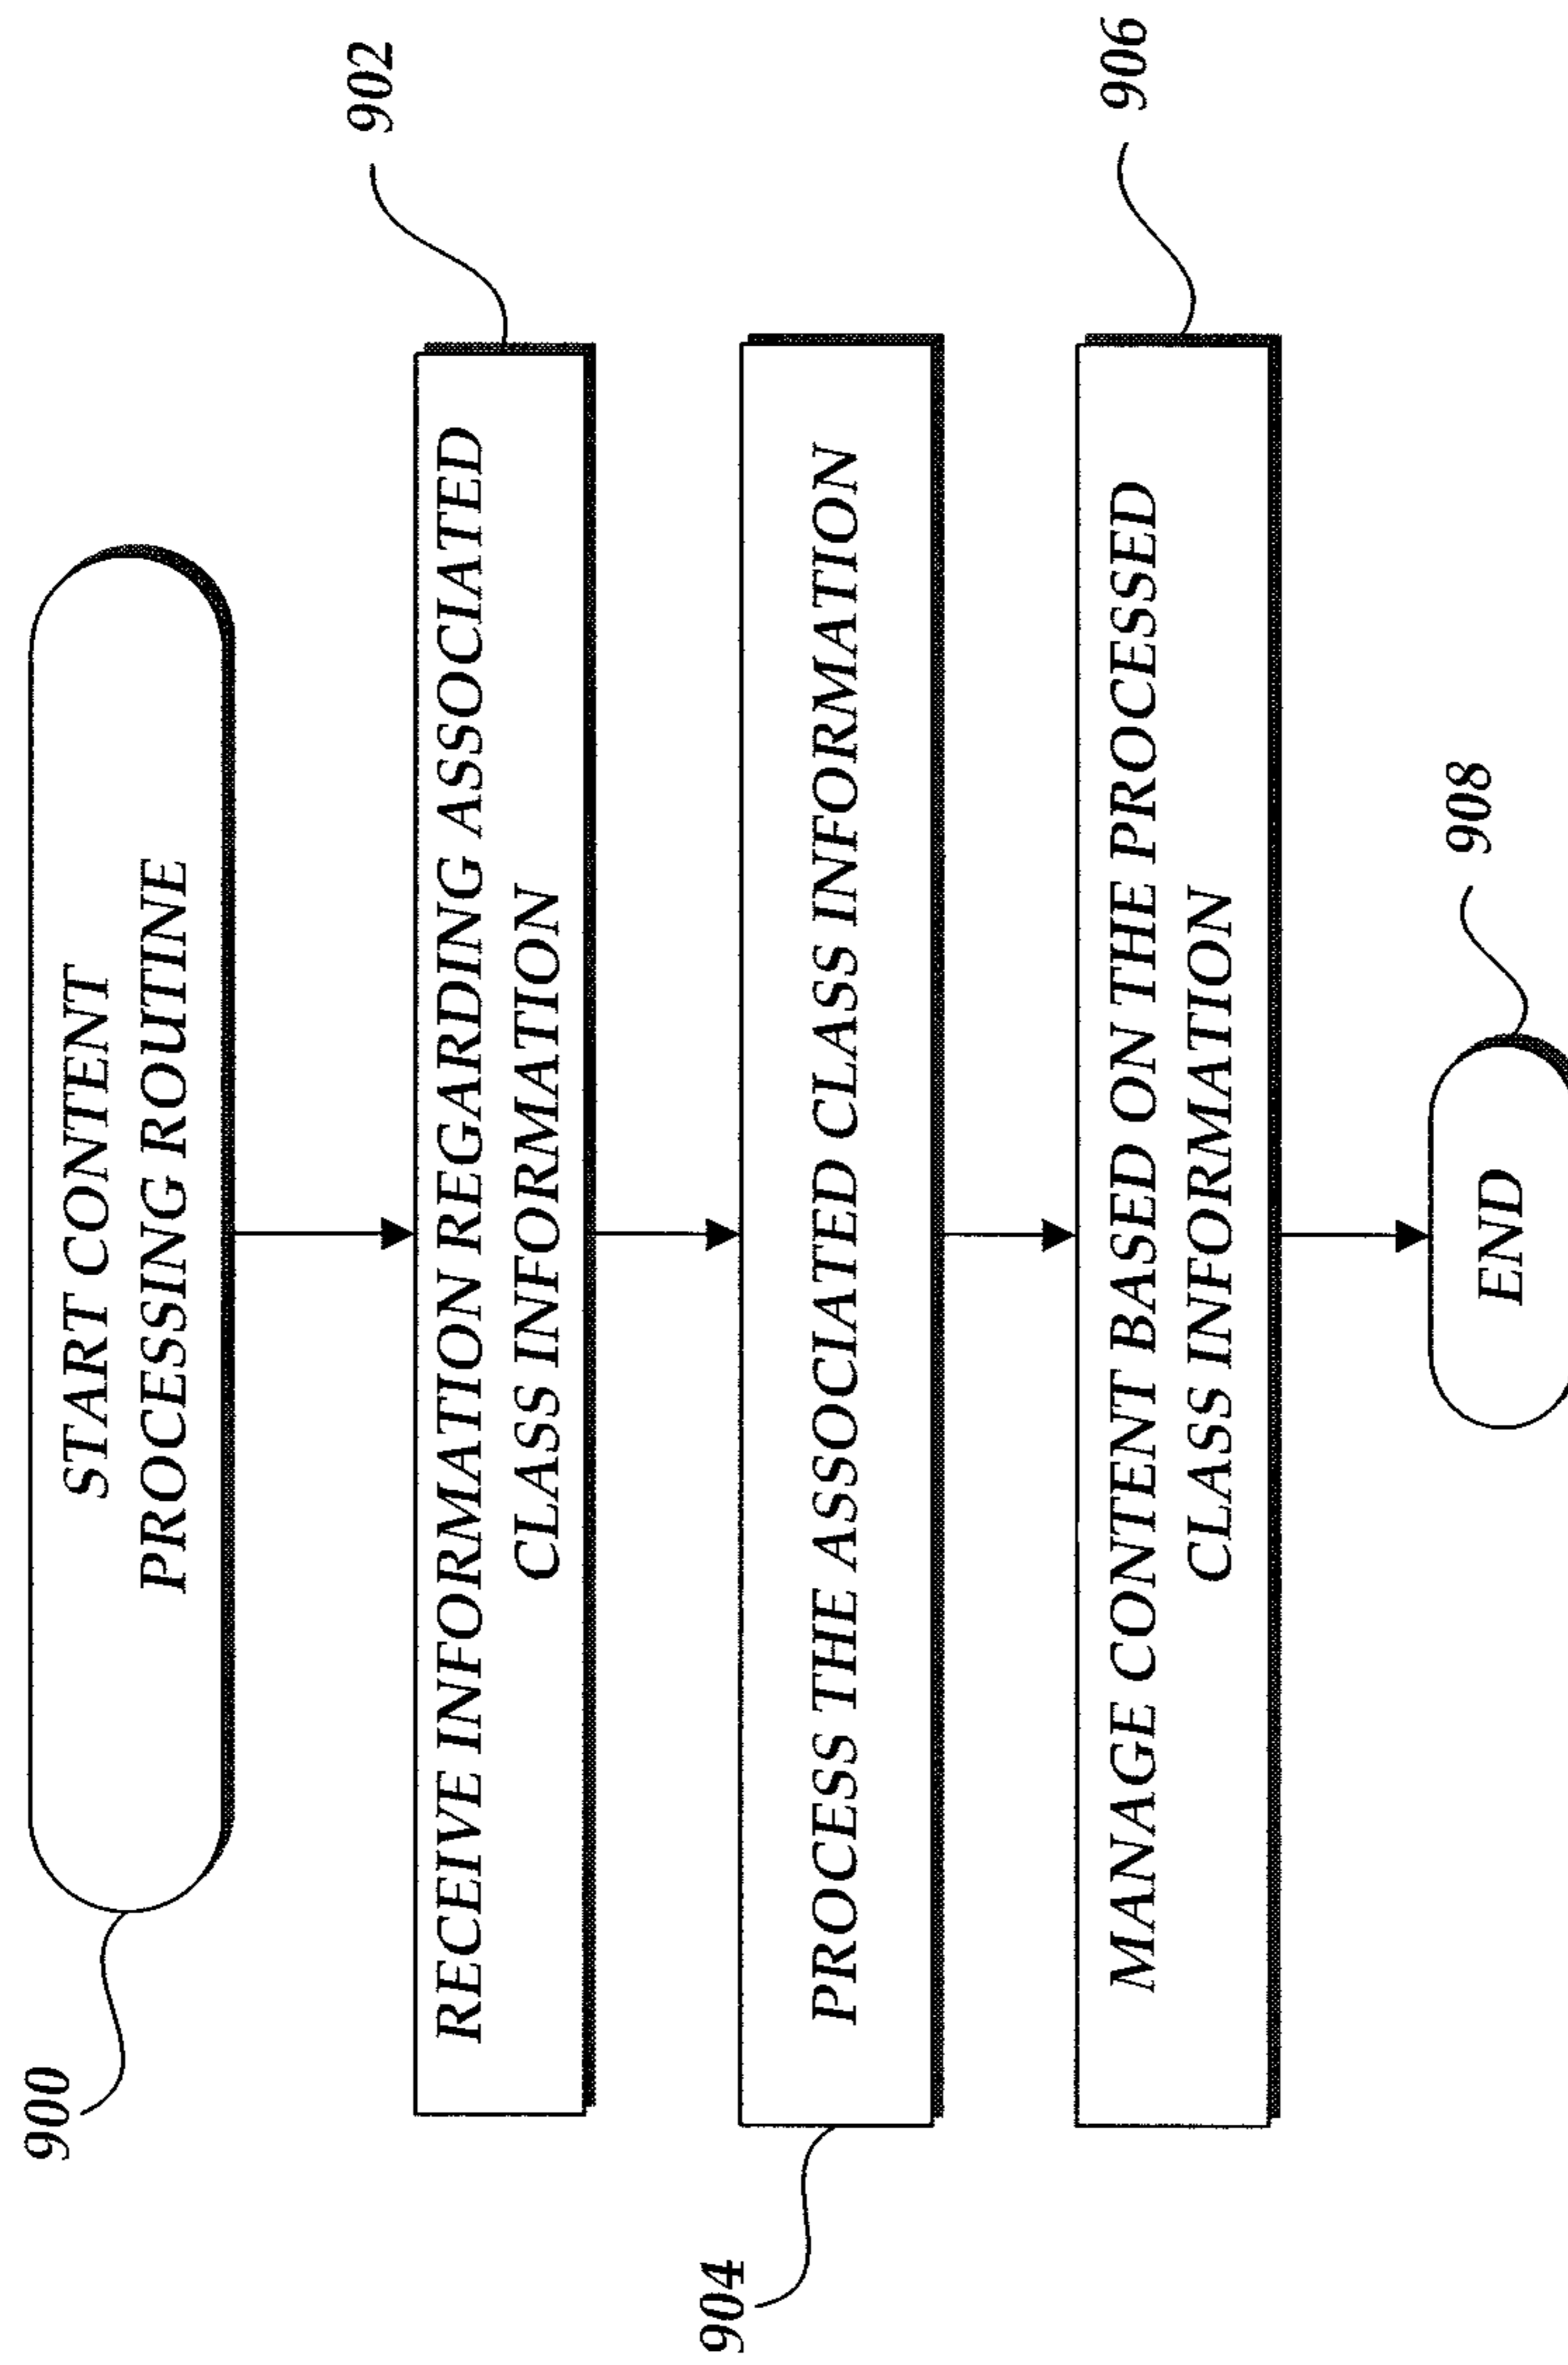 900
START CONTENT
PROCESSING ROUTINE
902
RECEIVE INFORMATION REGARDING ASSOCIATED
CLASS INFORMATION
904
PROCESS THE ASSOCIATED CLASS INFORMATION
906
MANAGE CONTENT BASED ON THE PROCESSED
CLASS INFORMATION
908
END